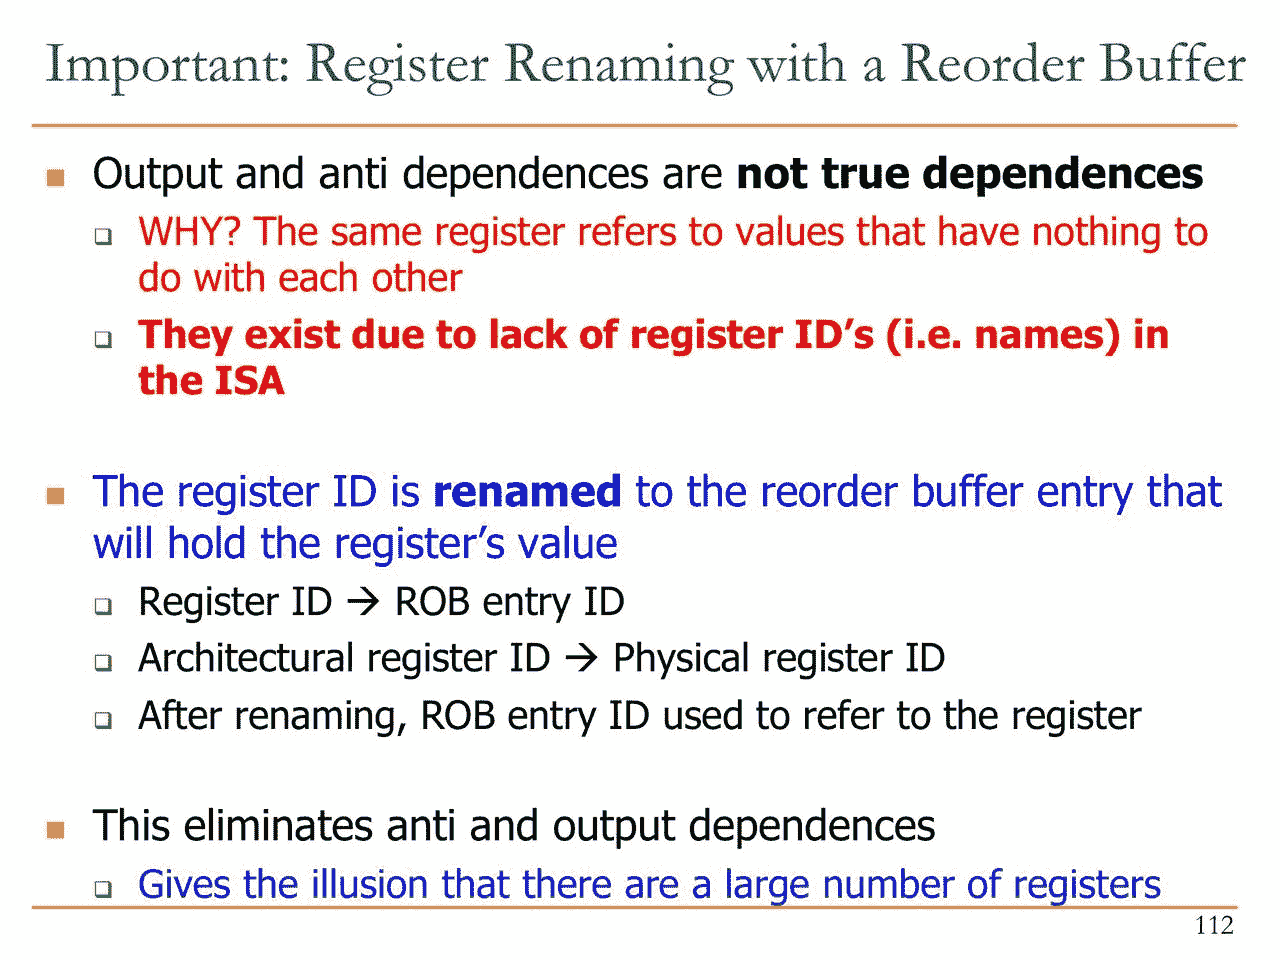 Important: Register Renaming with a Reorder Buffer
Output and anti dependences are not true dependences
WHY? The same register refers to values that have nothing to
do with each other
They exist due to lack of register ID’s (i.e. names) in
the ISA
The register ID is renamed to the reorder buffer entry that
will hold the register’s value
Register ID → ROB entry ID
Architectural register ID → Physical register ID
After renaming, ROB entry ID used to refer to the register
This eliminates anti and output dependences
Gives the illusion that there are a large number of registers
112